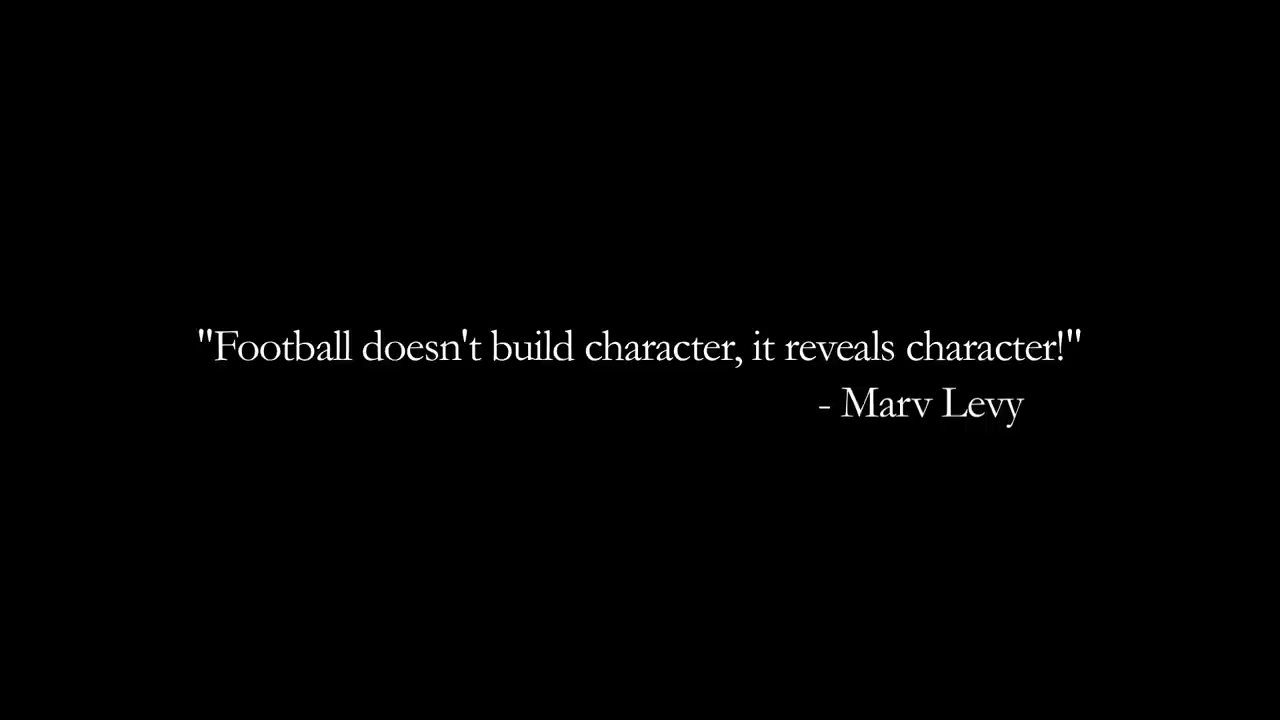 "Football doesn't build character, it reveals character!"
- Marv Levy